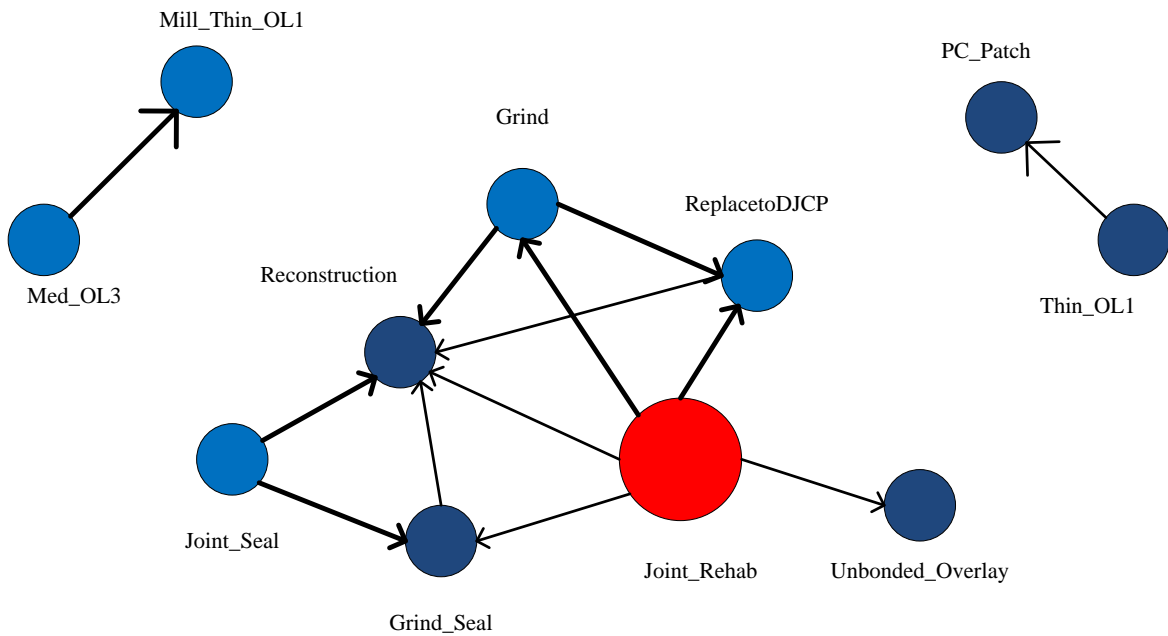 Mill_Thin_OL1
PC_Patch
Grind
ReplacetoDJCP
Reconstruction
Med_OL3
Thin_OL1
Joint_Seal
Joint_Rehab
Unbonded_Overlay
Grind_Seal